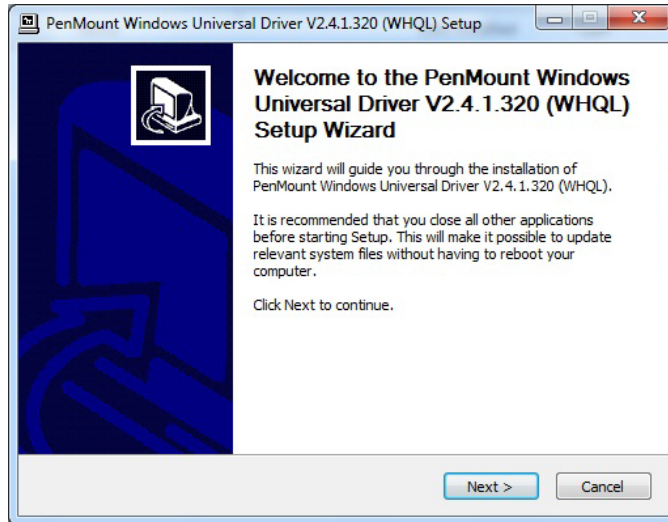 PenMount Windows Universal Driver V2.4.1.320 (WHQL) Setup
Welcome to the PenMount Windows
Universal Driver V2.4.1.320 (WHQL)
Setup Wizard
This wizard will guide you through the installation of
PenMount Windows Universal Driver V2.4.1.320 (WHQL).
It is recommended that you close all other applications
before starting Setup. This will make it possible to update
relevant system files without having to reboot your
computer.
Click Next to continue.
Next >
Cancel